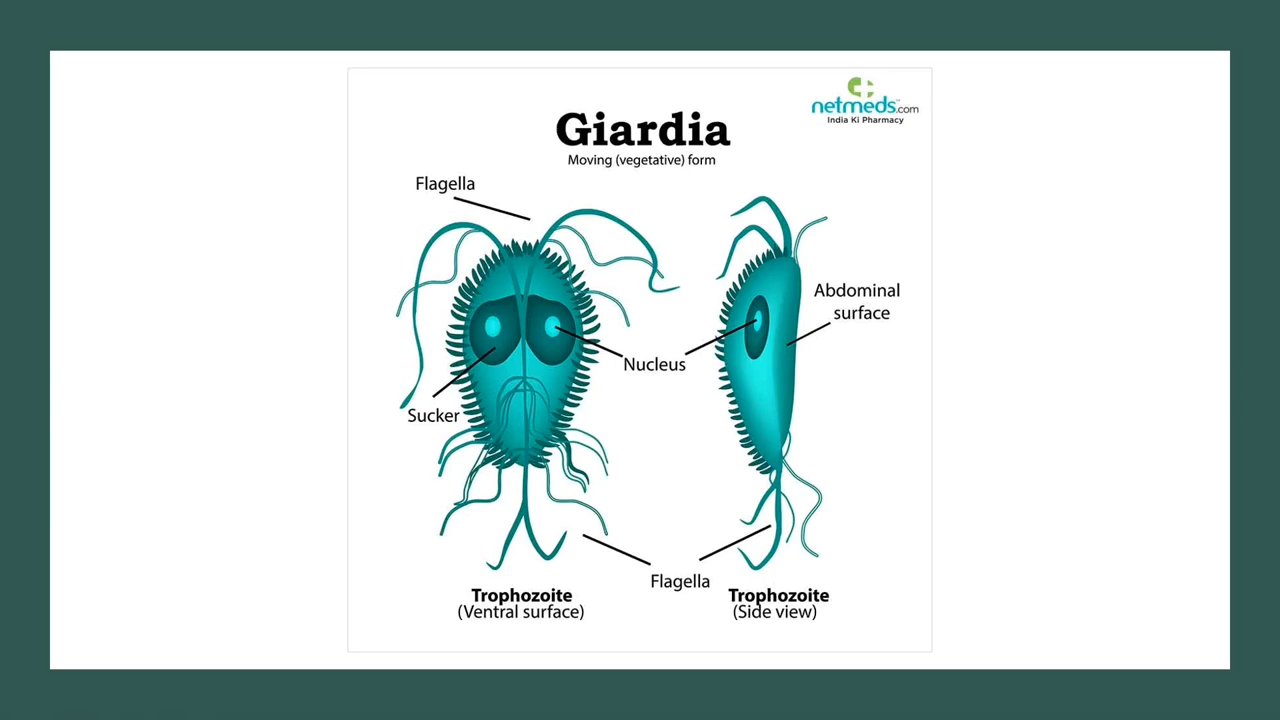 netmeds.com
India Ki Pharmacy
Giardia
Moving (vegetative) form
Flagella
Abdominal
surface
Nucleus
Sucker
Flagella
Trophozoite
(Ventral surface)
Trophozoite
(Side view)